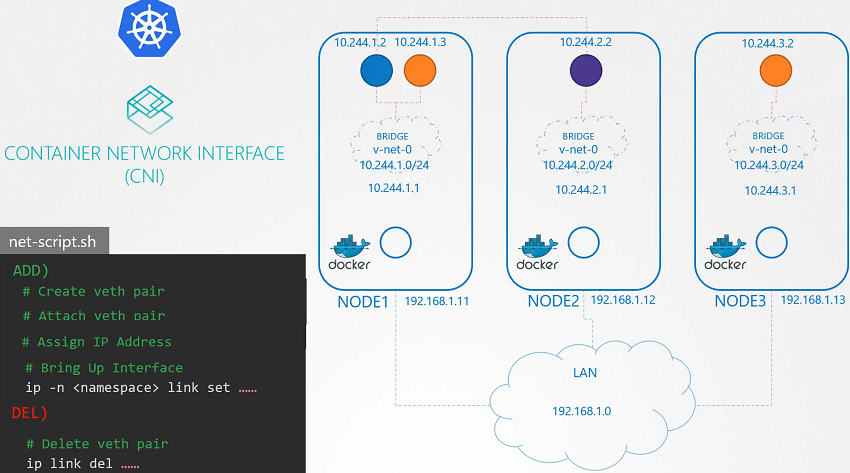 CONTAINER NETWORK INTERFACE
(CNI)
net-script.sh
ADD)
# Create veth pair
# Attach veth pair
# Assign IP Address
# Bring Up Interface
ip -n <namespace> link set ……
DEL)
# Delete veth pair
ip link del ……
10.244.1.2 10.244.1.3
BRIDGE
v-net-0
10.244.1.0/24
10.244.1.1
docker
NODE1 192.168.1.11
10.244.2.2
BRIDGE
v-net-0
10.244.2.0/24
10.244.2.1
docker
NODE2 192.168.1.12
10.244.3.2
BRIDGE
v-net-0
10.244.3.0/24
10.244.3.1
docker
NODE3 192.168.1.13
LAN
192.168.1.0